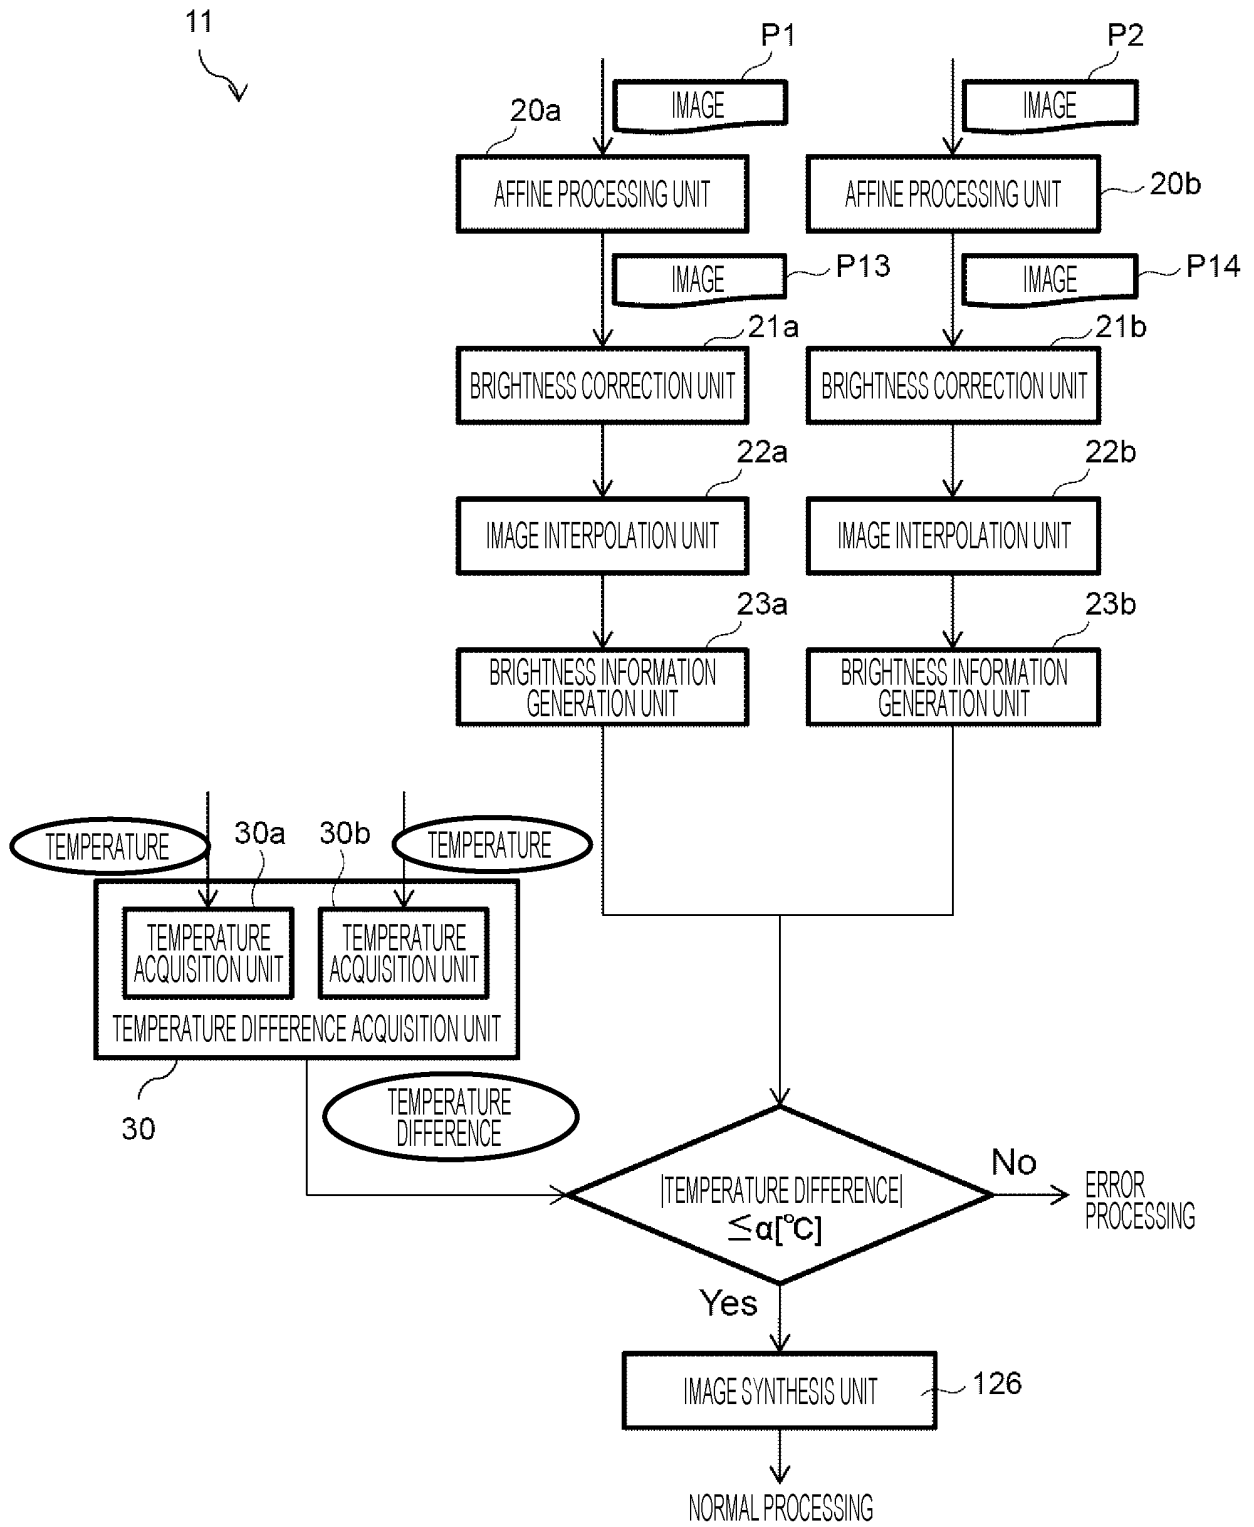 11
P1
P2
IMAGE
IMAGE
20a
AFFINE PROCESSING UNIT
AFFINE PROCESSING UNIT
20b
IMAGE
P13
IMAGE
P14
21a
21b
BRIGHTNESS CORRECTION UNIT
BRIGHTNESS CORRECTION UNIT
22a
22b
IMAGE INTERPOLATION UNIT
IMAGE INTERPOLATION UNIT
23a
23b
BRIGHTNESS INFORMATION
GENERATION UNIT
BRIGHTNESS INFORMATION
GENERATION UNIT
TEMPERATURE
30a
30b
TEMPERATURE
TEMPERATURE
ACQUISITION UNIT
TEMPERATURE
ACQUISITION UNIT
TEMPERATURE DIFFERENCE ACQUISITION UNIT
30
TEMPERATURE
DIFFERENCE
|TEMPERATURE DIFFERENCE|
≦α[℃]
No
ERROR
PROCESSING
Yes
IMAGE SYNTHESIS UNIT
126
NORMAL PROCESSING